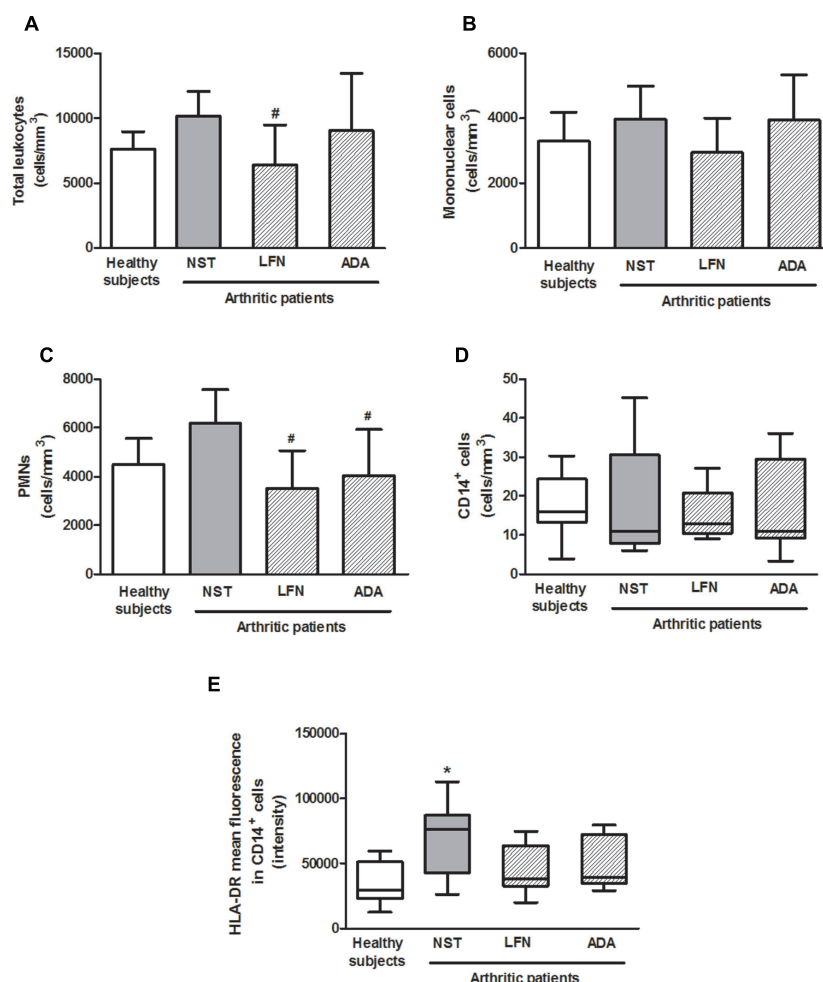 A
Total leukocytes
(cells/mm³)
15000
10000
5000
0
#
Healthy
subjects
NST
LFN
ADA
Arthritic patients
B
Mononuclear cells
(cells/mm³)
6000
4000
2000
0
Healthy
subjects
NST
LFN
ADA
Arthritic patients
C
PMNs
(cells/mm³)
8000
6000
4000
2000
0
#
#
Healthy
subjects
NST
LFN
ADA
Arthritic patients
D
CD14⁺ cells
(cells/mm³)
50
40
30
20
10
0
Healthy
subjects
NST
LFN
ADA
Arthritic patients
E
HLA-DR mean fluorescence
in CD14⁺ cells
(intensity)
150000
100000
50000
0
*
Healthy
subjects
NST
LFN
ADA
Arthritic patients